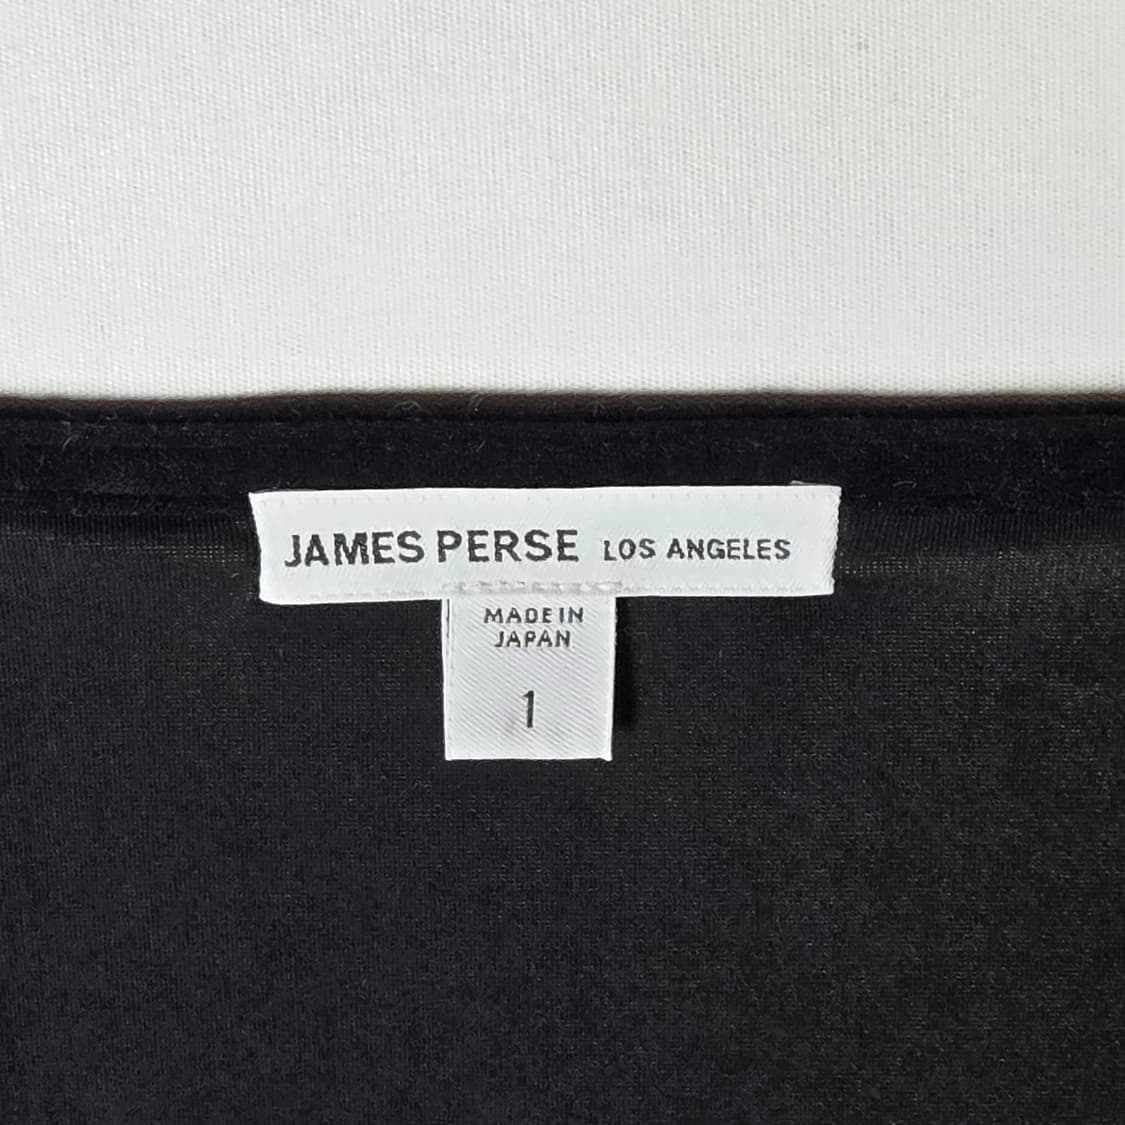 JAMES PERSE LOS ANGELES
MADE IN
JAPAN
1